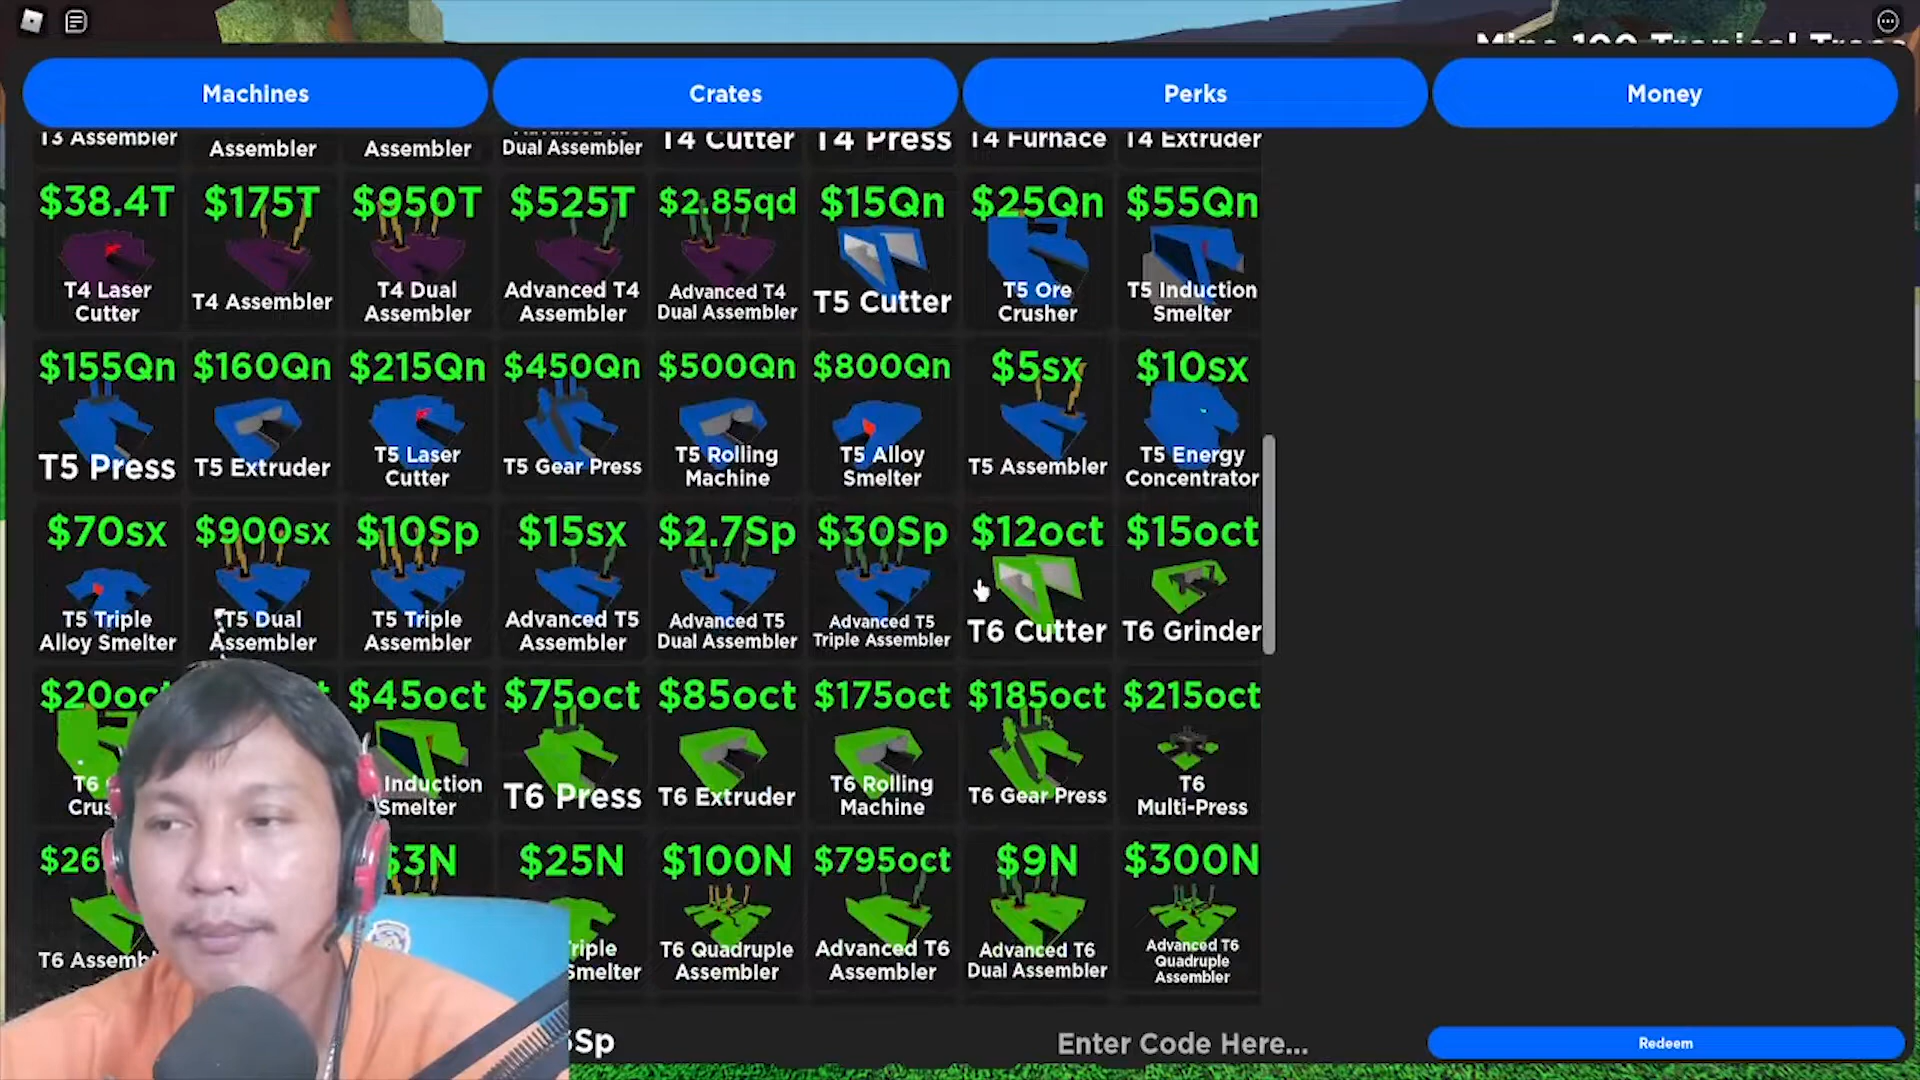 Machines
Crates
Perks
Money
T3 Assembler
Assembler
Assembler
Dual Assembler
T4 Cutter
T4 Press
T4 Furnace
T4 Extruder
$38.4T
$175T
$950T
$525T
$2.85qd
$15Qn
$25Qn
$55Qn
T4 Laser
Cutter
T4 Assembler
T4 Dual
Assembler
Advanced T4
Assembler
Advanced T4
Dual Assembler
T5 Cutter
T5 Ore
Crusher
T5 Induction
Smelter
$155Qn
$160Qn
$215Qn
$450Qn
$500Qn
$800Qn
$5sx
$10sx
T5 Press
T5 Extruder
T5 Laser
Cutter
T5 Gear Press
T5 Rolling
Machine
T5 Alloy
Smelter
T5 Assembler
T5 Energy
Concentrator
$70sx
$900sx
$10Sp
$15sx
$2.7Sp
$30Sp
$12oct
$15oct
T5 Triple
Alloy Smelter
T5 Dual
Assembler
T5 Triple
Assembler
Advanced T5
Assembler
Advanced T5
Dual Assembler
Advanced T5
Triple Assembler
T6 Cutter
T6 Grinder
$20oct
$45oct
$75oct
$85oct
$175oct
$185oct
$215oct
T6
Induction
Smelter
T6 Press
T6 Extruder
T6 Rolling
Machine
T6 Gear Press
T6
Multi-Press
$3N
$25N
$100N
$795oct
$9N
$300N
Smelter
T6 Quadruple
Assembler
Advanced T6
Assembler
Advanced T6
Dual Assembler
Advanced T6
Quadruple
Assembler
Sp
Enter Code Here...
Redeem